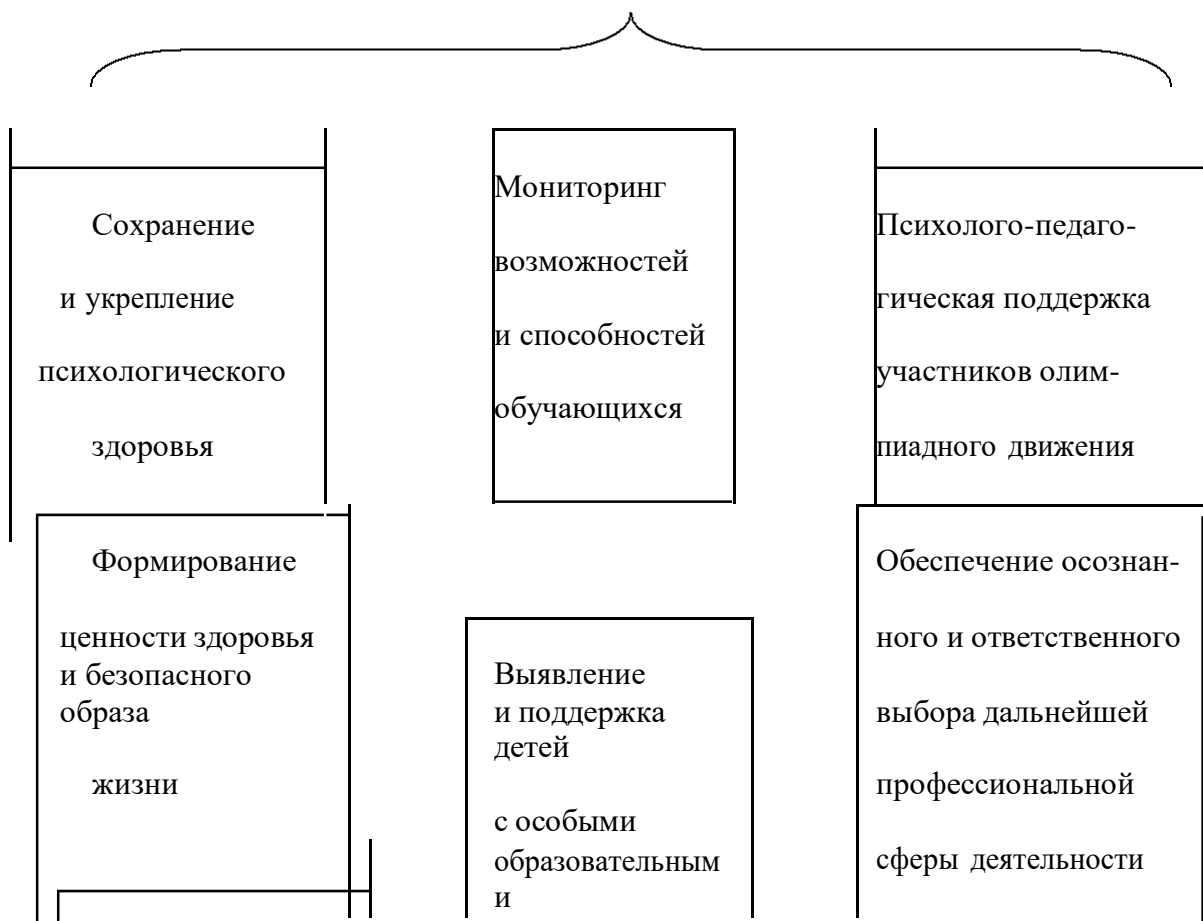 Сохранение
и укрепление
психологического
здоровья
Мониторинг
возможностей
и способностей
обучающихся
Психолого-педаго-
гическая поддержка
участников олим-
пиадного движения
Формирование
ценности здоровья
и безопасного
образа
жизни
Выявление
и поддержка
детей
с особыми
образовательным
и
Обеспечение осознан-
ного и ответственного
выбора дальнейшей
профессиональной
сферы деятельности